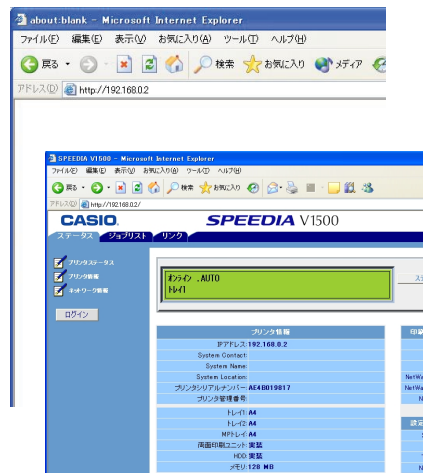 about:blank - Microsoft Internet Explorer
ファイル(F) 編集(E) 表示(V) お気に入り(A) ツール(T) ヘルプ(H)
戻る 検索 お気に入り メディア
アドレス(D) http://192.168.0.2
SPEEDIA V1500 - Microsoft Internet Explorer
ファイル(F) 編集(E) 表示(V) お気に入り(A) ツール(T) ヘルプ(H)
戻る 検索 お気に入り
アドレス(D) http://192.168.0.2/
CASIO. SPEEDIA V1500
ステータス ジョブリスト リンク
プリンタステータス
プリンタ情報
ネットワーク情報
ログイン
オンライン .AUTO
トレイ1
プリンタ情報
IPアドレス: 192.168.0.2
System Contact:
System Name:
System Location:
プリンタシリアルナンバー: AE4B019817
プリンタ管理番号:
トレイ1: A4
トレイ2: A4
MPトレイ: A4
両面印刷ユニット: 実装
HDD: 実装
メモリ: 128 MB